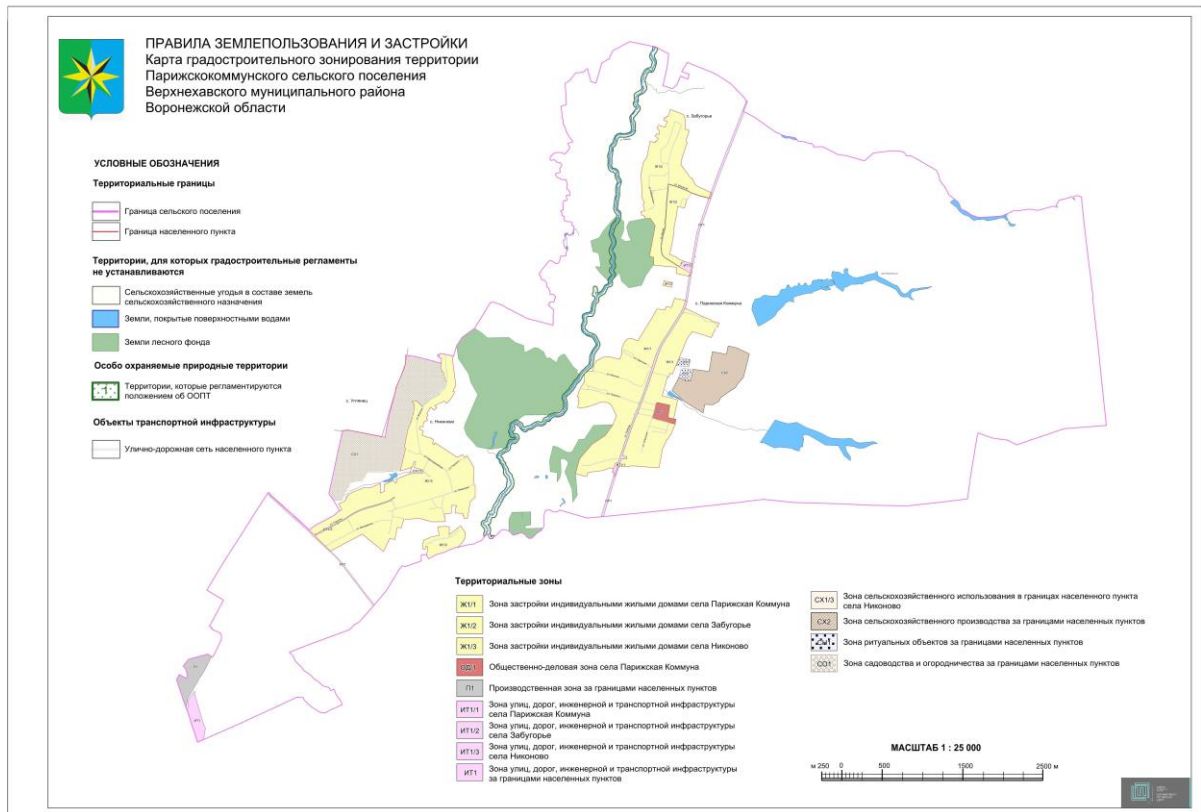 ПРАВИЛА ЗЕМЛЕПОЛЬЗОВАНИЯ И ЗАСТРОЙКИ
Карта градостроительного зонирования территории
Парижскокоммунского сельского поселения
Верхнехавского муниципального района
Воронежской области
УСЛОВНЫЕ ОБОЗНАЧЕНИЯ
Территориальные границы
Граница сельского поселения
Граница населенного пункта
Территории, для которых градостроительные регламенты
не устанавливаются
Сельскохозяйственные угодья в составе земель
сельскохозяйственного назначения
Земли, покрытые поверхностными водами
Земли лесного фонда
Особо охраняемые природные территории
1
Территории, которые регламентируются
положением об ООПТ
Объекты транспортной инфраструктуры
Улично-дорожная сеть населенного пункта
с. Забугорье
с. Парижская Коммуна
с. Углянец
с. Никоново
Территориальные зоны
Ж1/1 Зона застройки индивидуальными жилыми домами села Парижская Коммуна
Ж1/2 Зона застройки индивидуальными жилыми домами села Забугорье
Ж1/3 Зона застройки индивидуальными жилыми домами села Никоново
ОД1 Общественно-деловая зона села Парижская Коммуна
П1 Производственная зона за границами населенных пунктов
ИТ1/1 Зона улиц, дорог, инженерной и транспортной инфраструктуры
села Парижская Коммуна
ИТ1/2 Зона улиц, дорог, инженерной и транспортной инфраструктуры
села Забугорье
ИТ1/3 Зона улиц, дорог, инженерной и транспортной инфраструктуры
села Никоново
ИТ1 Зона улиц, дорог, инженерной и транспортной инфраструктуры
за границами населенных пунктов
СХ1/3 Зона сельскохозяйственного использования в границах населенного пункта
села Никоново
СХ2 Зона сельскохозяйственного производства за границами населенных пунктов
Сп1 Зона ритуальных объектов за границами населенных пунктов
СО1 Зона садоводства и огородничества за границами населенных пунктов
МАСШТАБ 1 : 25 000
м 250 0 500 1500 2500 м